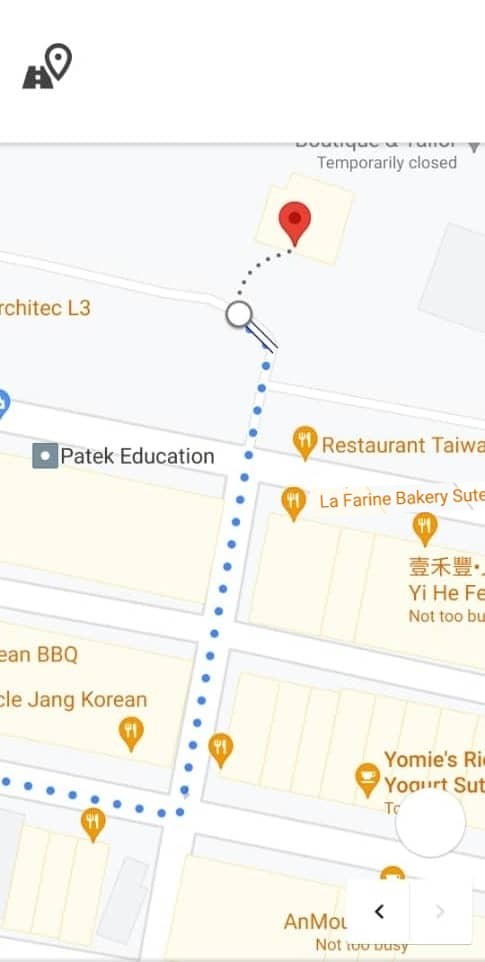 Temporarily closed
rchitec L3
Patek Education
Restaurant Taiwa
La Farine Bakery Sute
壹禾豐•
Yi He Fe
Not too bu
ean BBQ
cle Jang Korean
Yomie's Ri
Yogurt Sut
To
AnMou
Not too busy